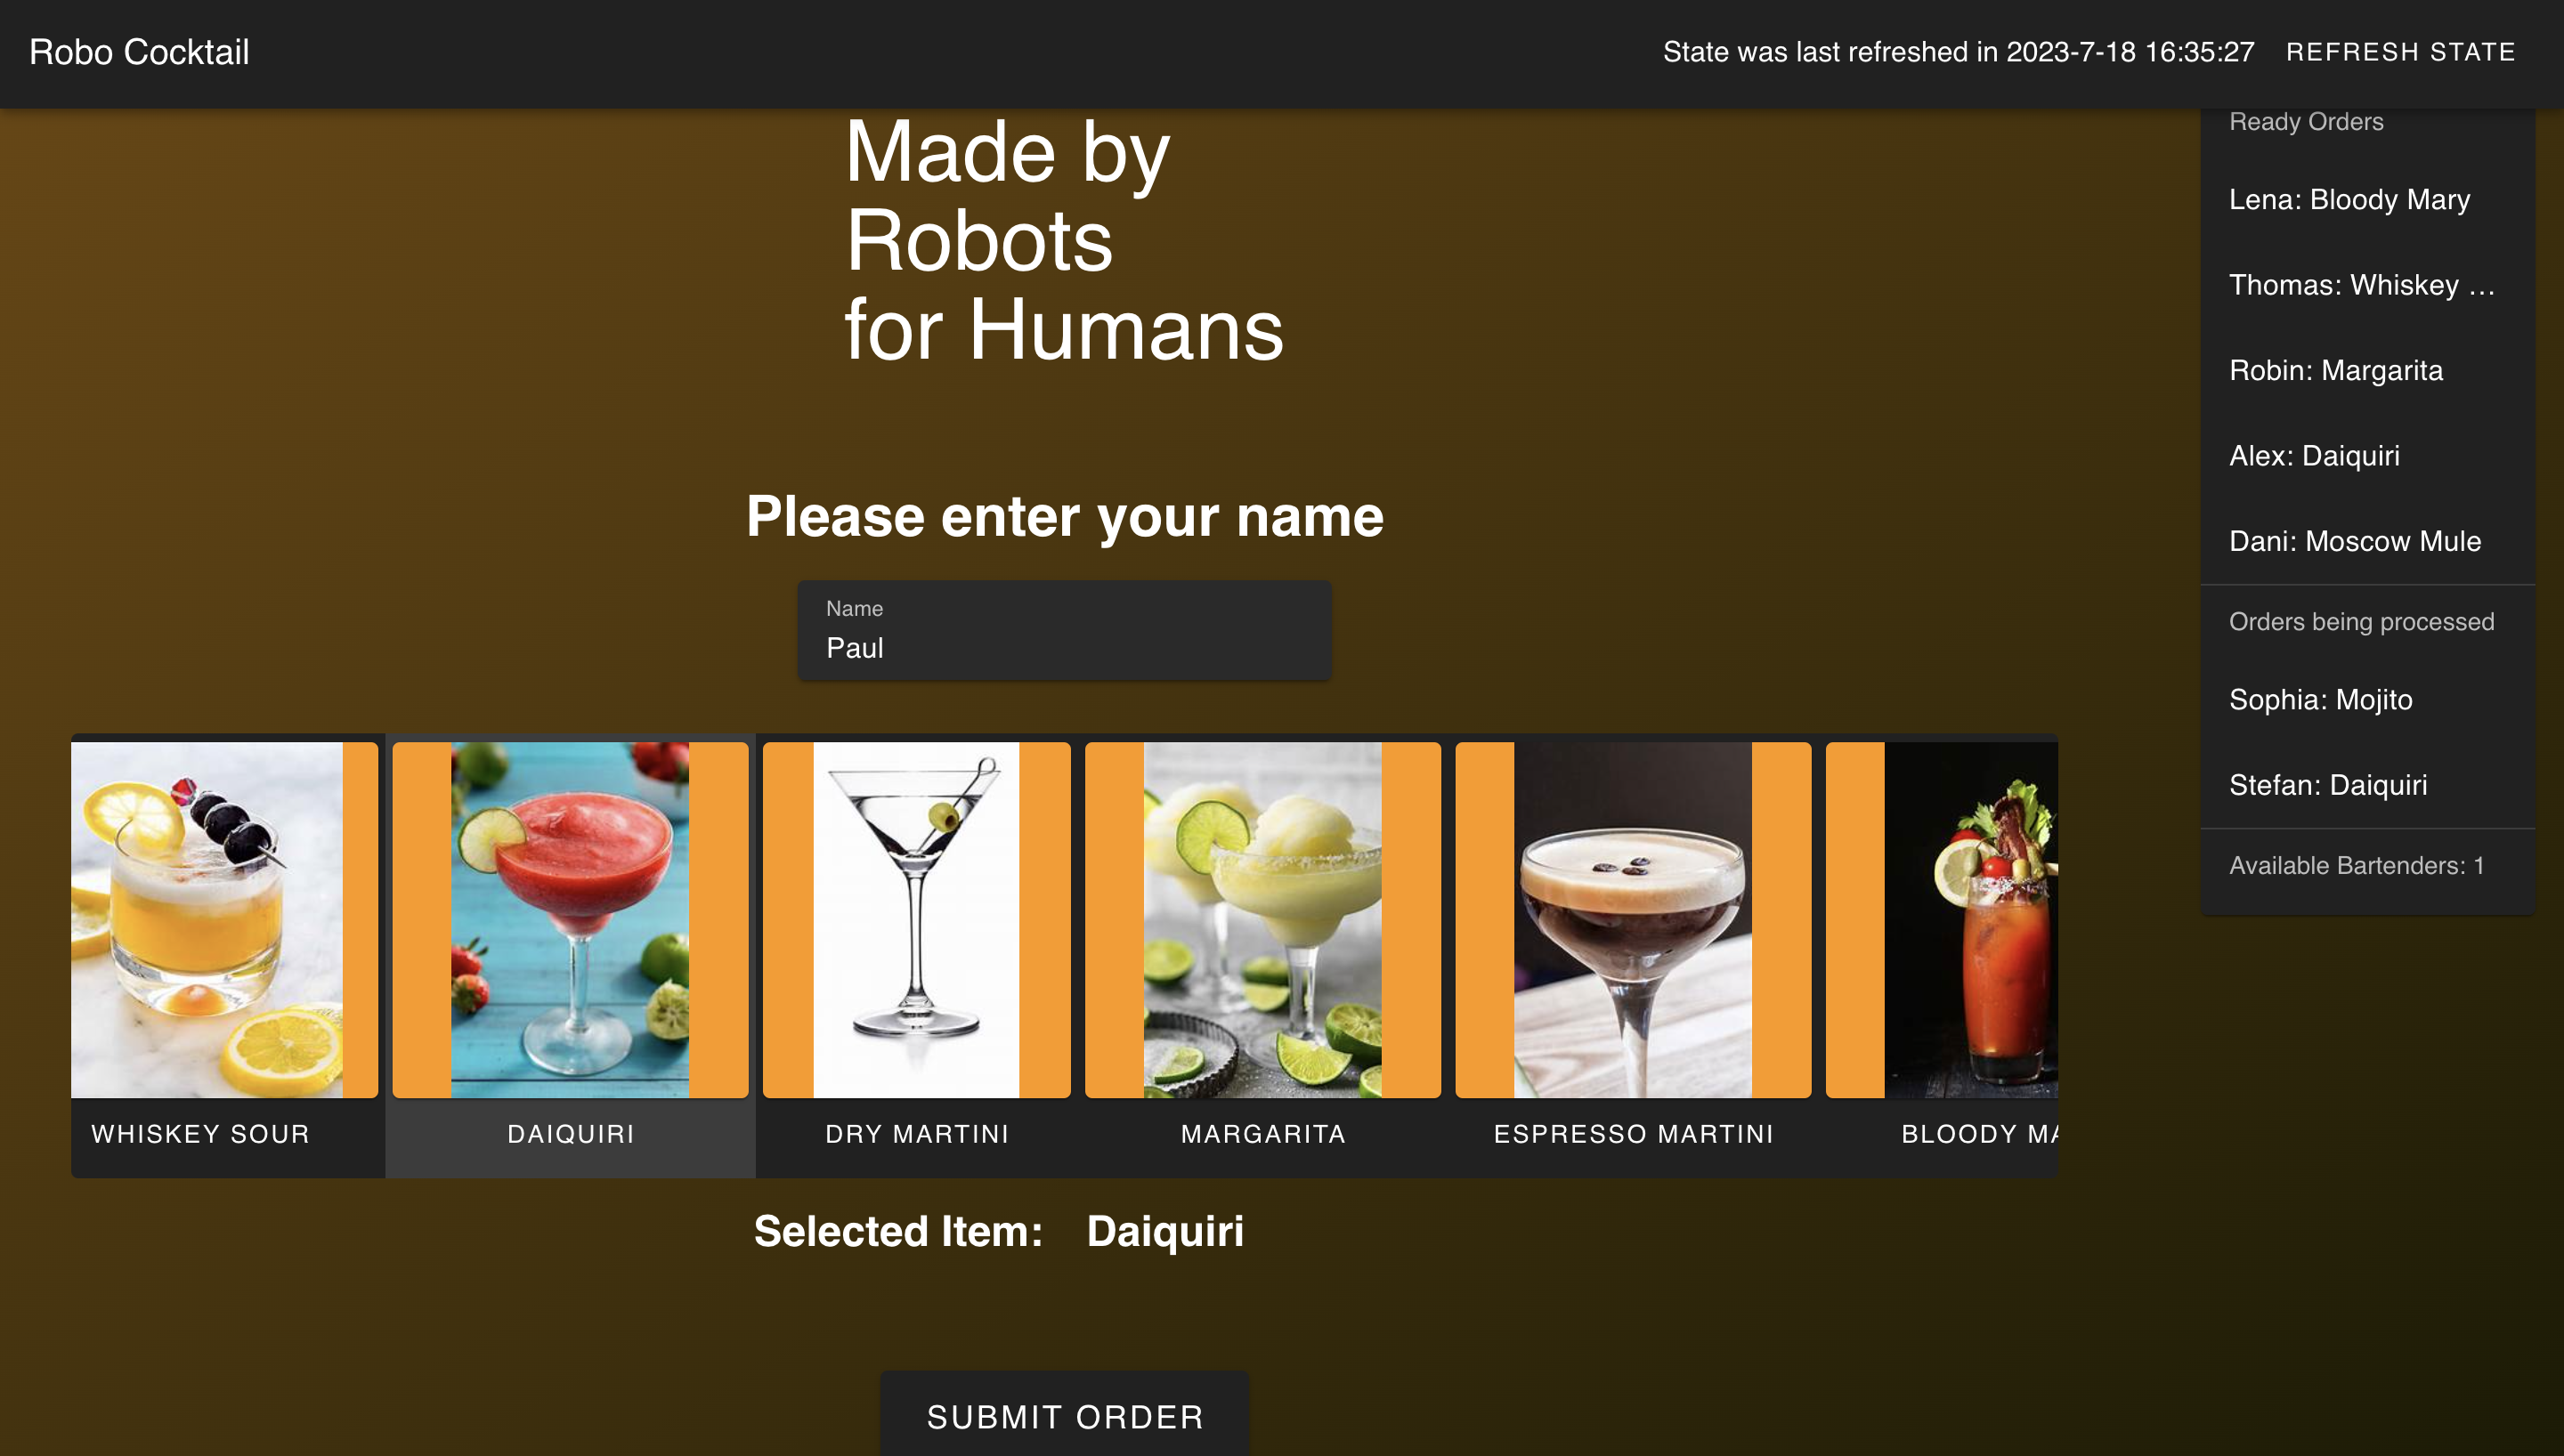 Robo Cocktail
State was last refreshed in 2023-7-18 16:35:27
REFRESH STATE
Made by
Robots
for Humans
Please enter your name
Name
Paul
WHISKEY SOUR
DAIQUIRI
DRY MARTINI
MARGARITA
ESPRESSO MARTINI
BLOODY MA
Selected Item: Daiquiri
SUBMIT ORDER
Ready Orders
Lena: Bloody Mary
Thomas: Whiskey …
Robin: Margarita
Alex: Daiquiri
Dani: Moscow Mule
Orders being processed
Sophia: Mojito
Stefan: Daiquiri
Available Bartenders: 1